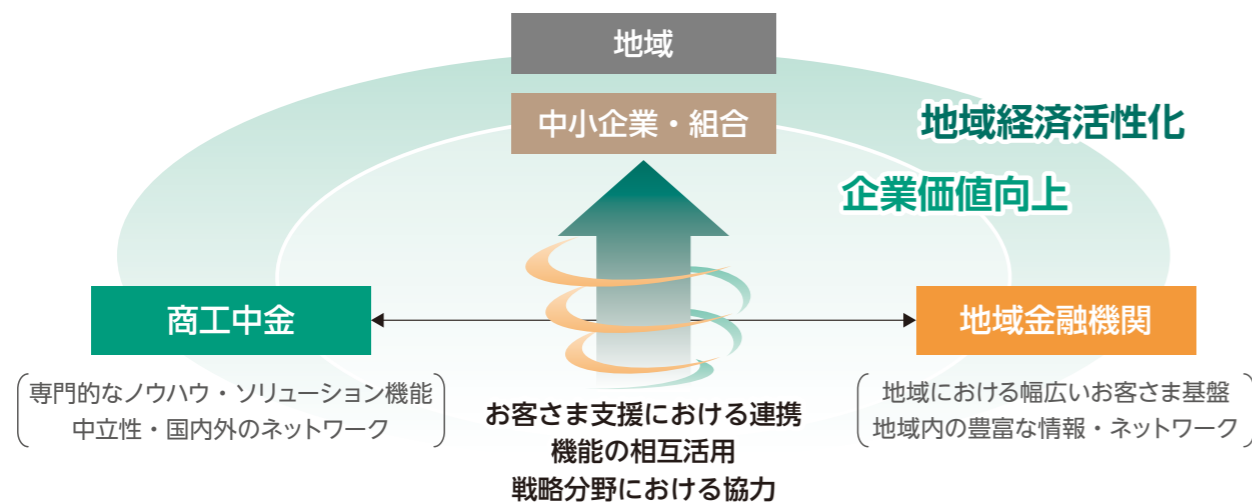 地域
中小企業・組合
地域経済活性化
企業価値向上
商工中金
地域金融機関
専門的なノウハウ・ソリューション機能
中立性・国内外のネットワーク
地域における幅広いお客さま基盤
地域内の豊富な情報・ネットワーク
お客さま支援における連携
機能の相互活用
戦略分野における協力